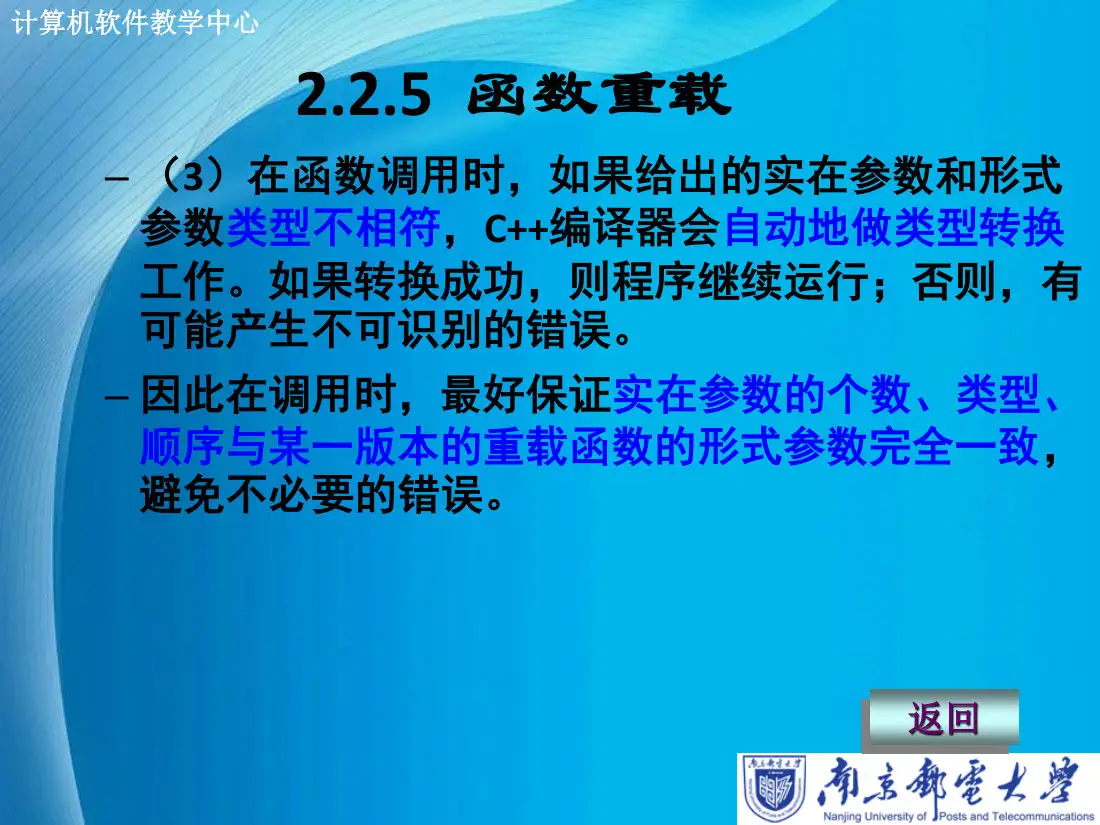 计算机软件教学中心
2.2.5 函数重载
– （3）在函数调用时，如果给出的实在参数和形式
参数类型不相符，C++编译器会自动地做类型转换
工作。如果转换成功，则程序继续运行；否则，有
可能产生不可识别的错误。
– 因此在调用时，最好保证实在参数的个数、类型、
顺序与某一版本的重载函数的形式参数完全一致，
避免不必要的错误。
返回
南京邮电大学
南京郵電大學
Nanjing University of Posts and Telecommunications